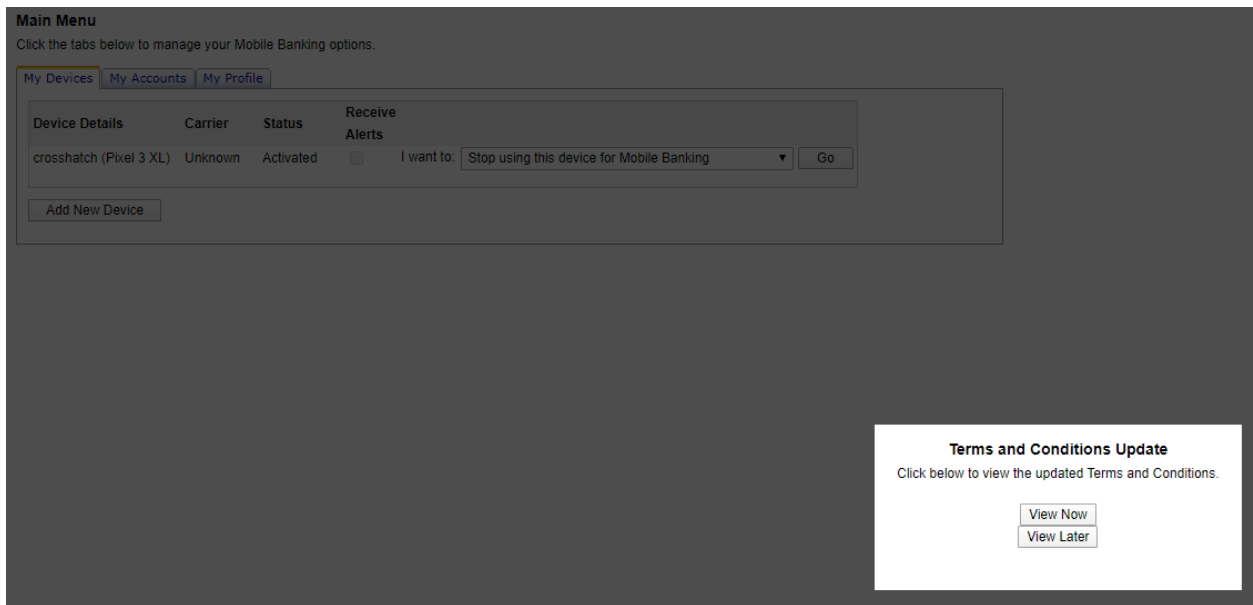 Main Menu
Click the tabs below to manage your Mobile Banking options.
My Devices My Accounts My Profile
Device Details Carrier Status Receive Alerts
crosshatch (Pixel 3 XL) Unknown Activated I want to: Stop using this device for Mobile Banking Go
Add New Device
Terms and Conditions Update
Click below to view the updated Terms and Conditions.
View Now
View Later